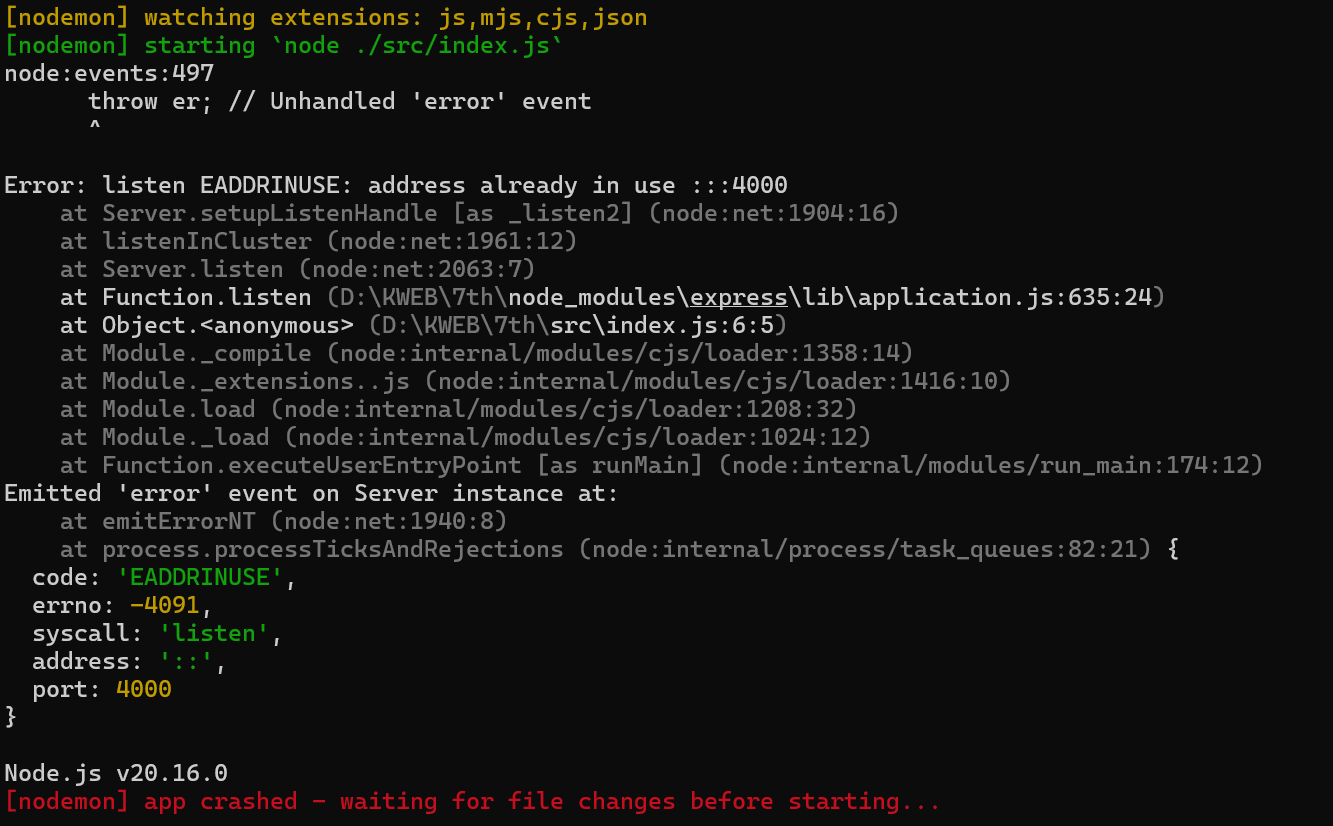 [nodemon] watching extensions: js,mjs,cjs,json
[nodemon] starting `node ./src/index.js`
node:events:497
      throw er; // Unhandled 'error' event
      ^

Error: listen EADDRINUSE: address already in use :::4000
    at Server.setupListenHandle [as _listen2] (node:net:1904:16)
    at listenInCluster (node:net:1961:12)
    at Server.listen (node:net:2063:7)
    at Function.listen (D:\KWEB\7th\node_modules\express\lib\application.js:635:24)
    at Object.<anonymous> (D:\KWEB\7th\src\index.js:6:5)
    at Module._compile (node:internal/modules/cjs/loader:1358:14)
    at Module._extensions..js (node:internal/modules/cjs/loader:1416:10)
    at Module.load (node:internal/modules/cjs/loader:1208:32)
    at Module._load (node:internal/modules/cjs/loader:1024:12)
    at Function.executeUserEntryPoint [as runMain] (node:internal/modules/run_main:174:12)
Emitted 'error' event on Server instance at:
    at emitErrorNT (node:net:1940:8)
    at process.processTicksAndRejections (node:internal/process/task_queues:82:21) {
  code: 'EADDRINUSE',
  errno: -4091,
  syscall: 'listen',
  address: '::',
  port: 4000
}

Node.js v20.16.0
[nodemon] app crashed - waiting for file changes before starting...